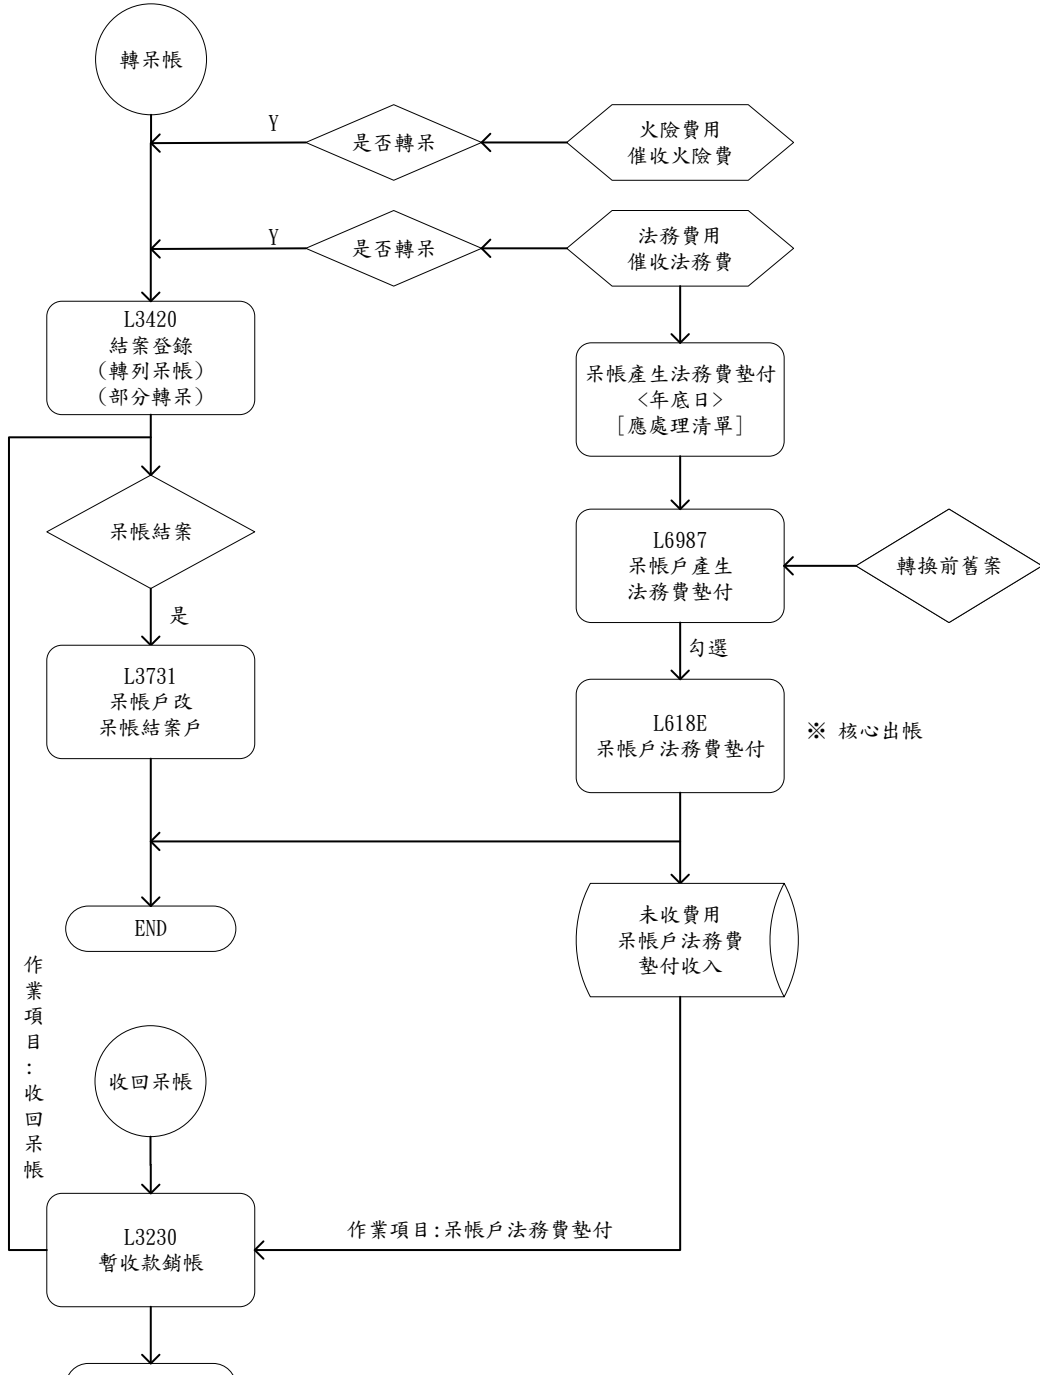 轉呆帳
火險費用
催收火險費
是否轉呆
Y
法務費用
催收法務費
是否轉呆
Y
L3420
結案登錄
(轉列呆帳)
(部分轉呆)
呆帳產生法務費墊付
<年底日>
[應處理清單]
呆帳結案
L6987
呆帳戶產生
法務費墊付
轉換前舊案
是
勾選
L3731
呆帳戶改
呆帳結案戶
L618E
呆帳戶法務費墊付
※ 核心出帳
END
未收費用
呆帳戶法務費
墊付收入
作業項目:收回呆帳
收回呆帳
作業項目:呆帳戶法務費墊付
L3230
暫收款銷帳